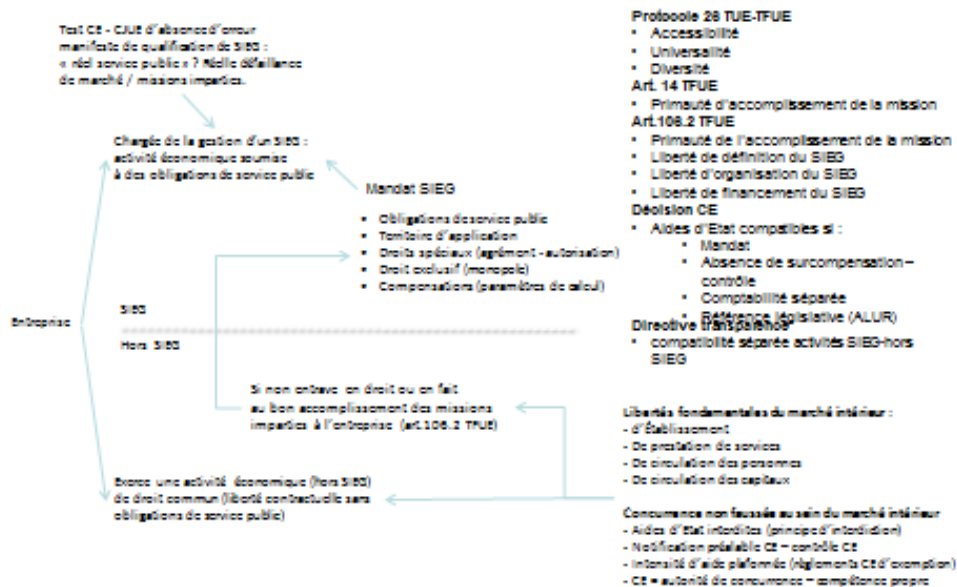 Test CE - CJUE d'absence d'erreur
manifeste de qualification de SIEG :
« réel service public » ? Réelle défaillance
de marché / missions imparties.
Chargée de la gestion d'un SIEG :
activité économique soumise
à des obligations de service public
Mandat SIEG
▪ Obligations de service public
▪ Territoire d'application
▪ Droits spéciaux (agrément - autorisation)
▪ Droit exclusif (monopole)
▪ Compensations (paramètres de calcul)
SIEG
Entreprise
Hors SIEG
Si non entrave en droit ou en fait
au bon accomplissement des missions
imparties à l'entreprise (art.106.2 TFUE)
Exerce une activité économique (hors SIEG)
de droit commun (liberté contractuelle sans
obligations de service public)
Protocole 26 TUE-TFUE
▪ Accessibilité
▪ Universalité
▪ Diversité
Art. 14 TFUE
▪ Primauté d'accomplissement de la mission
Art.106.2 TFUE
▪ Primauté de l'accomplissement de la mission
▪ Liberté de définition du SIEG
▪ Liberté d'organisation du SIEG
▪ Liberté de financement du SIEG
Décision CE
▪ Aides d'Etat compatibles si :
▪ Mandat
▪ Absence de surcompensation –
contrôle
▪ Comptabilité séparée
▪ Référence législative (ALUR)
Directive transparence
▪ compatibilité séparée activités SIEG-hors
SIEG
Libertés fondamentales du marché intérieur :
- d'Établissement
- De prestation de services
- De circulation des personnes
- De circulation des capitaux
Concurrence non faussée au sein du marché intérieur
- Aides d'Etat interdites (principe d'interdiction)
- Notification préalable CE – contrôle CE
- Intensité d'aide plafonnée (règlements CE d'exemption)
- CE = autorité de concurrence – compétence propre